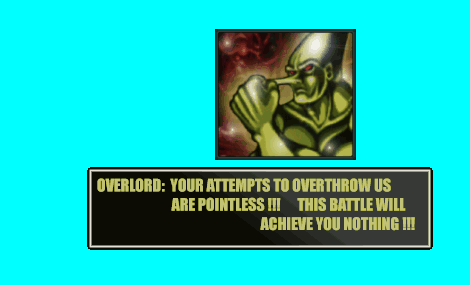 OVERLORD: YOUR ATTEMPTS TO OVERTHROW US
ARE POINTLESS !!! THIS BATTLE WILL
ACHIEVE YOU NOTHING !!!